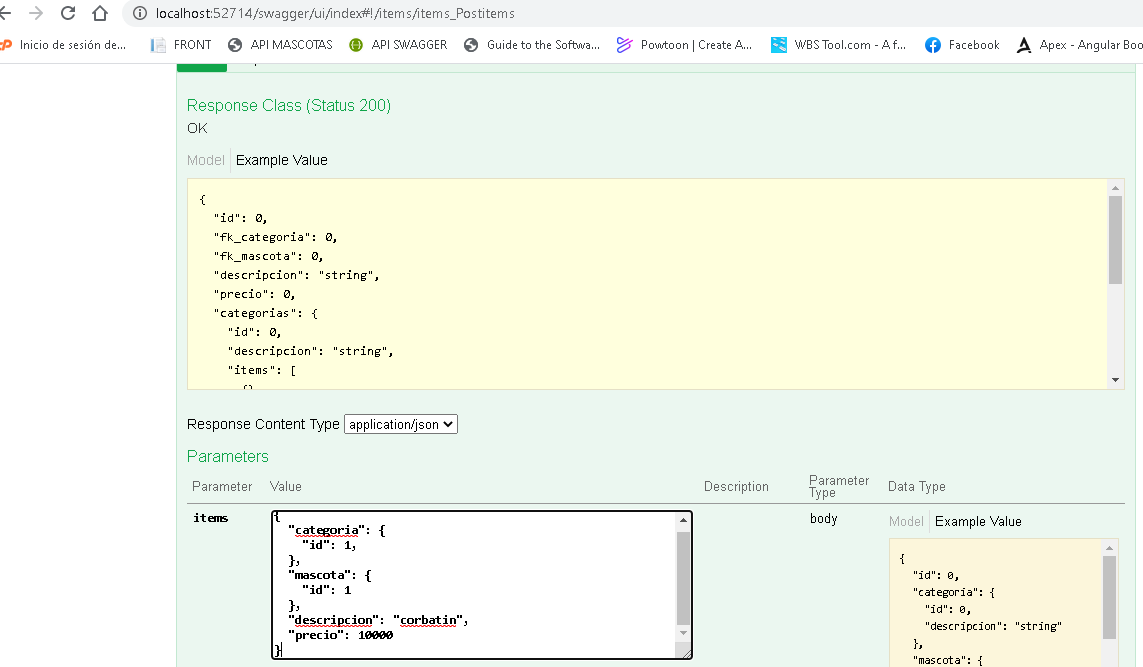 localhost:52714/swagger/ui/index#!/items/items_Postitems
Inicio de sesión de... FRONT API MASCOTAS API SWAGGER Guide to the Softwa... Powtoon | Create A... WBS Tool.com - A f... Facebook Apex - Angular Boo
Response Class (Status 200)
OK
Model Example Value
{
"id": 0,
"fk_categoria": 0,
"fk_mascota": 0,
"descripcion": "string",
"precio": 0,
"categorias": {
"id": 0,
"descripcion": "string",
"items": [
{}
Response Content Type application/json
Parameters
Parameter Value Description Parameter Type Data Type
items
{
"categoria": {
"id": 1,
},
"mascota": {
"id": 1
},
"descripcion": "corbatin",
"precio": 10000
}
body
Model Example Value
{
"id": 0,
"categoria": {
"id": 0,
"descripcion": "string"
},
"mascota": {